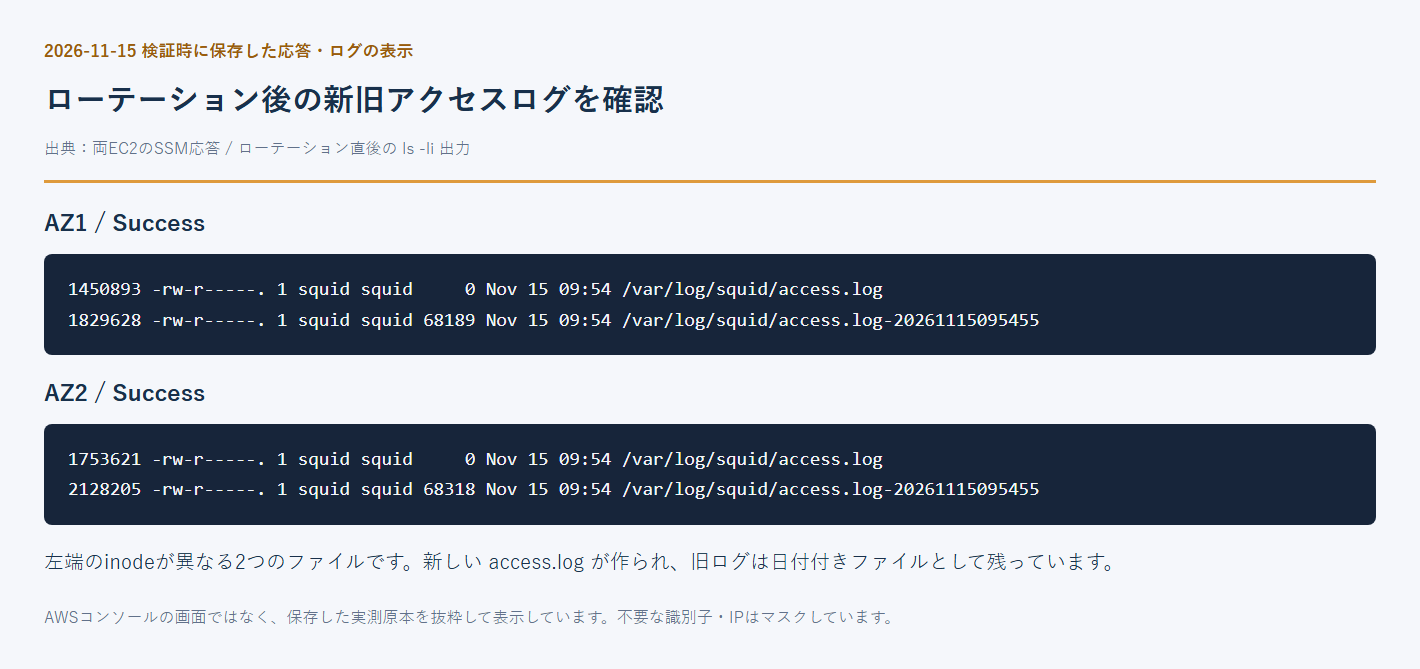 2026-11-15 検証時に保存した応答・ログの表示
ローテーション後の新旧アクセスログを確認
出典：両EC2のSSM応答 / ローテーション直後の ls -li 出力
AZ1 / Success
1450893 -rw-r-----. 1 squid squid     0 Nov 15 09:54 /var/log/squid/access.log
1829628 -rw-r-----. 1 squid squid 68189 Nov 15 09:54 /var/log/squid/access.log-20261115095455
AZ2 / Success
1753621 -rw-r-----. 1 squid squid     0 Nov 15 09:54 /var/log/squid/access.log
2128205 -rw-r-----. 1 squid squid 68318 Nov 15 09:54 /var/log/squid/access.log-20261115095455
左端のinodeが異なる2つのファイルです。新しい access.log が作られ、旧ログは日付付きファイルとして残っています。
AWSコンソールの画面ではなく、保存した実測原本を抜粋して表示しています。不要な識別子・IPはマスクしています。